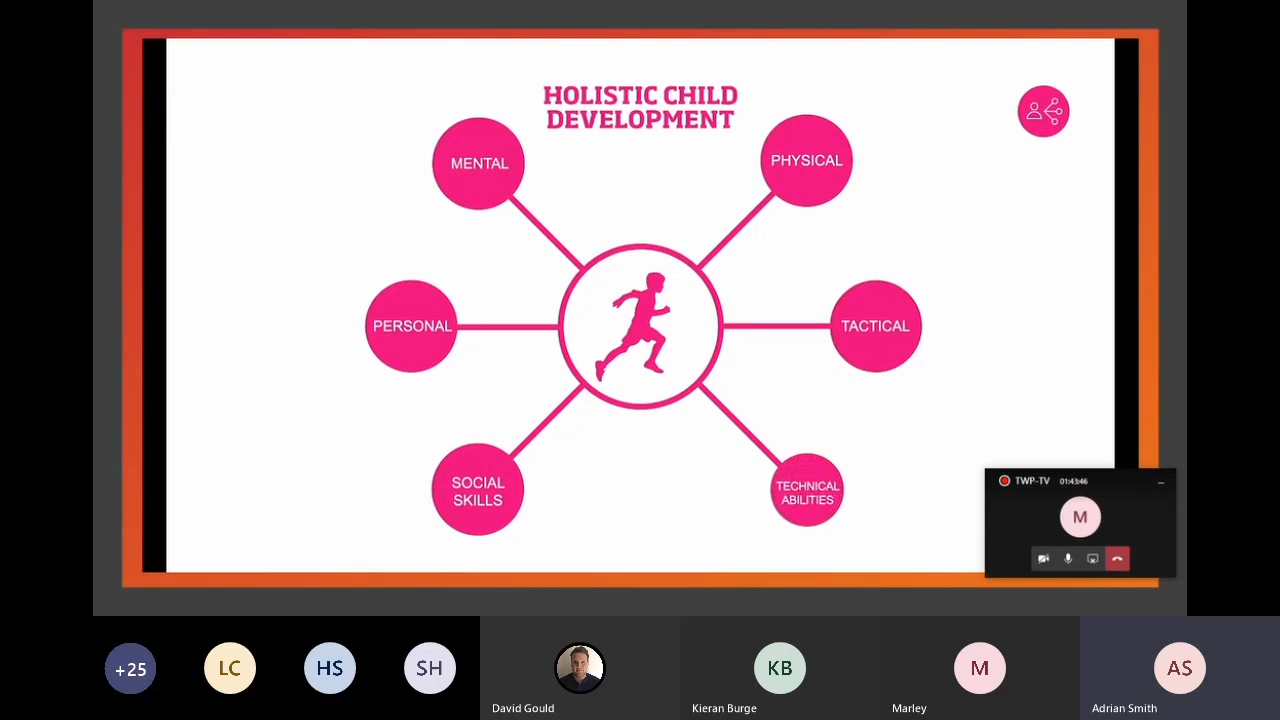 HOLISTIC CHILD
DEVELOPMENT
MENTAL
PHYSICAL
PERSONAL
TACTICAL
SOCIAL
SKILLS
TECHNICAL
ABILITIES
TWP-TV 01:43:46
M
+25
LC
HS
SH
KB
M
AS
David Gould
Kieran Burge
Marley
Adrian Smith